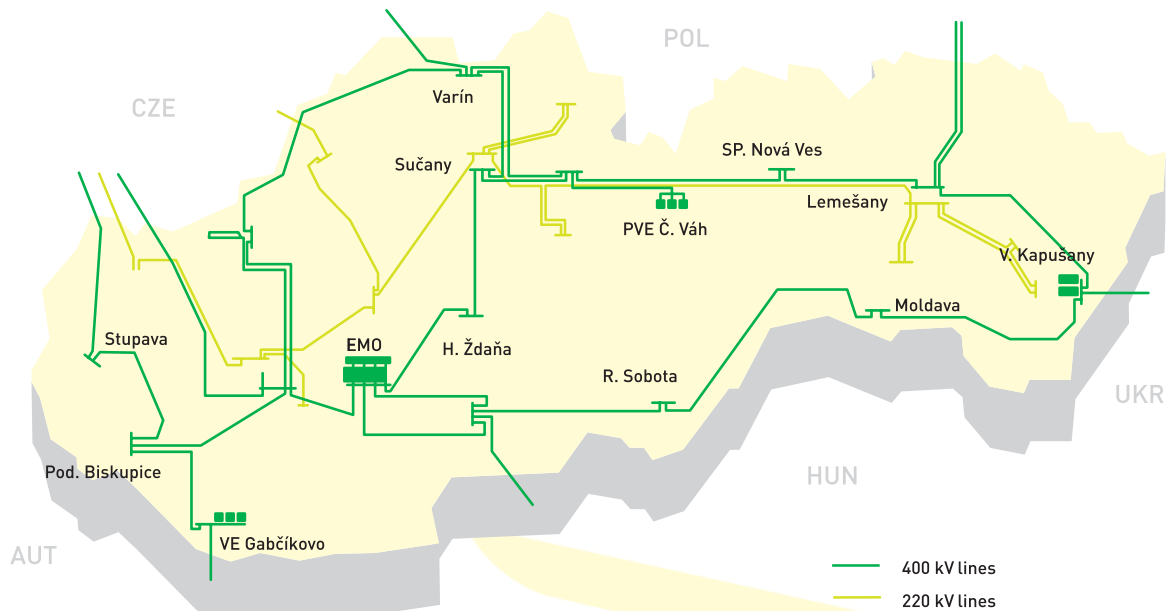 POL
CZE
Varín
SP. Nová Ves
Sučany
Lemešany
PVE Č. Váh
V. Kapušany
Moldava
Stupava
EMO
H. Ždaňa
R. Sobota
UKR
Pod. Biskupice
HUN
VE Gabčíkovo
AUT
400 kV lines
220 kV lines